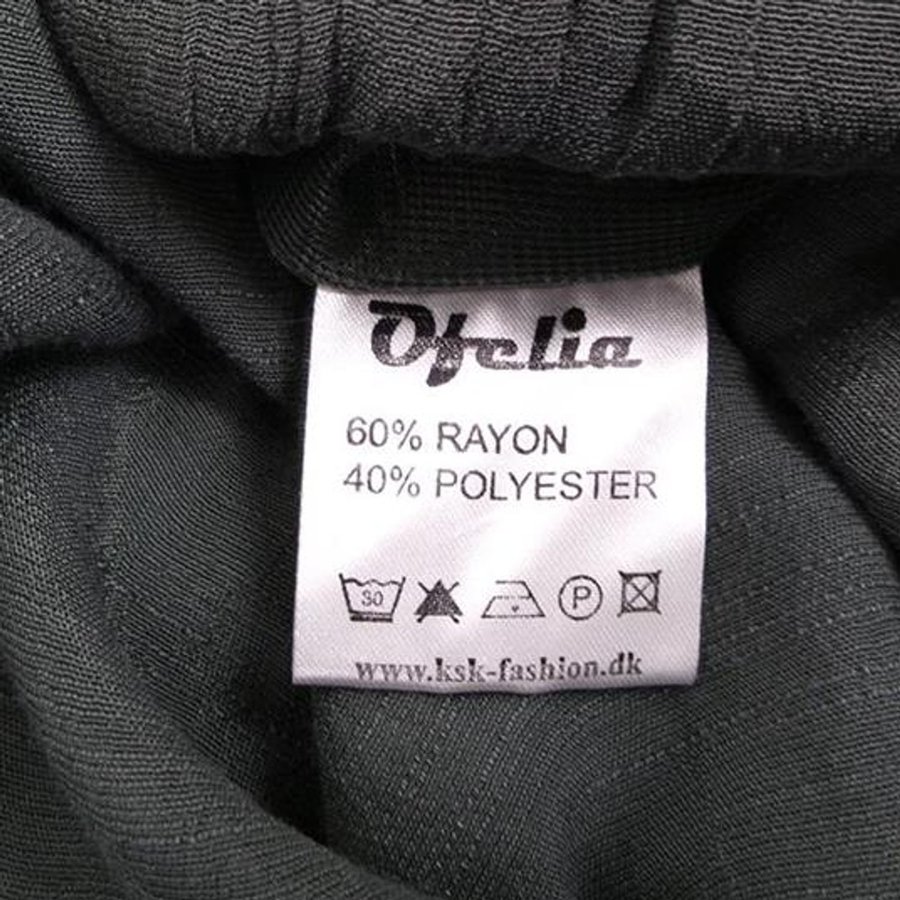 Ofelia
60% RAYON
40% POLYESTER
30 P
www.ksk-fashion.dk